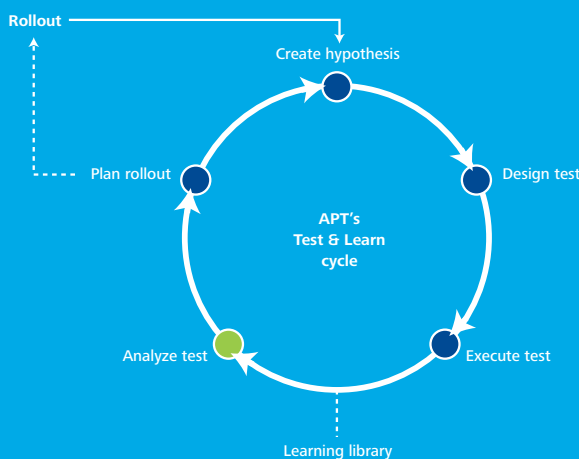 Rollout
Create hypothesis
Plan rollout
Design test
APT's
Test & Learn
cycle
Analyze test
Execute test
Learning library